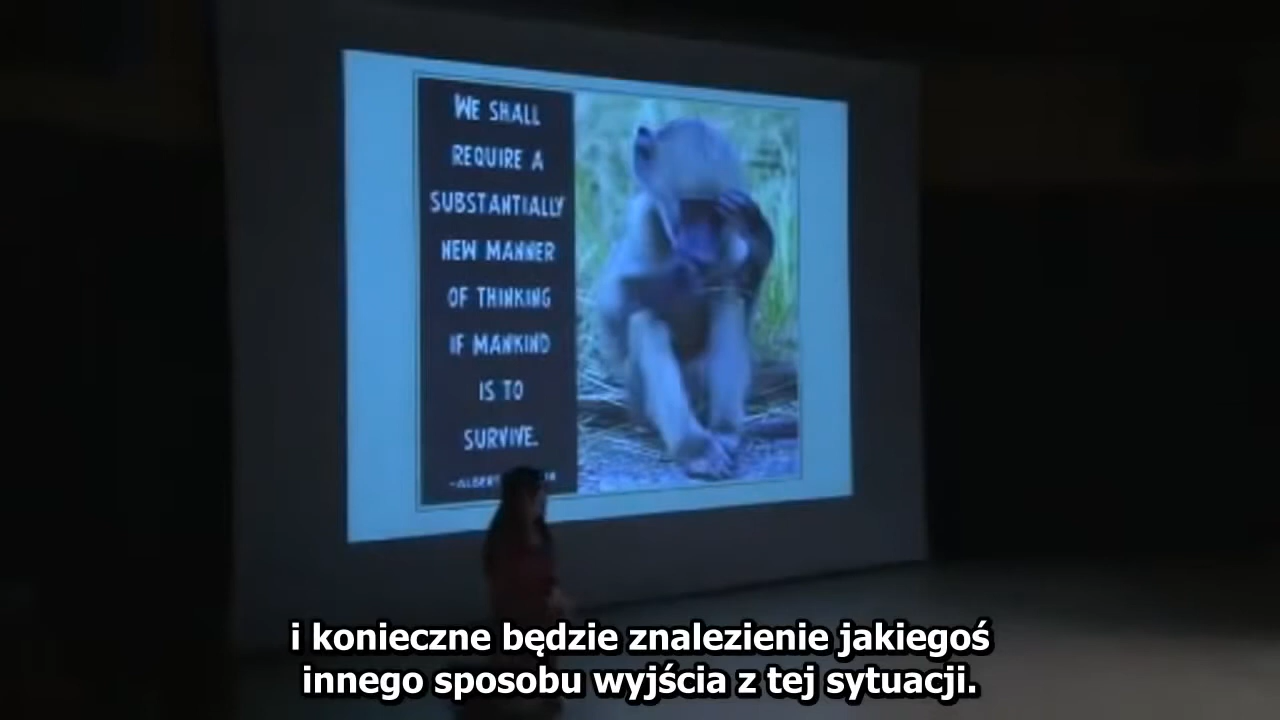 WE SHALL
REQUIRE A
SUBSTANTIALLY
NEW MANNER
OF THINKING
IF MANKIND
IS TO
SURVIVE.
-ALBERT
i konieczne będzie znalezienie jakiegoś
innego sposobu wyjścia z tej sytuacji.